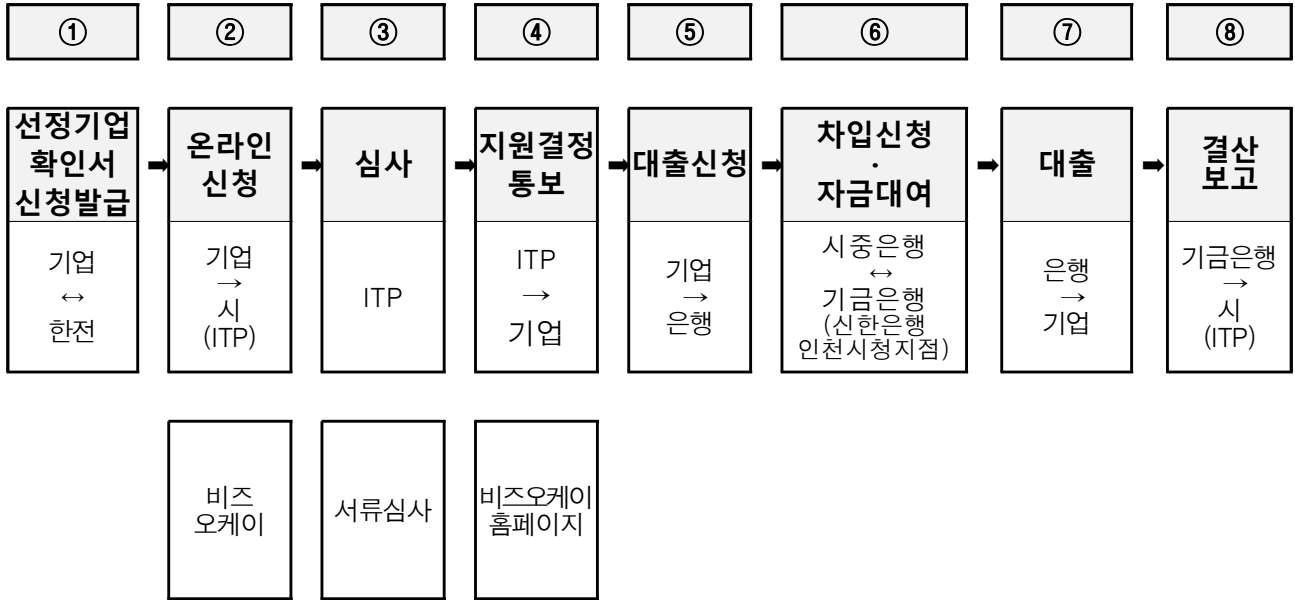 ① ② ③ ④ ⑤ ⑥ ⑦ ⑧
선정기업
확인서
신청발급
➡
온라인
신청
➡
심사
➡
지원결정
통보
➡
대출신청
➡
차입신청
·
자금대여
➡
대출
➡
결산
보고
기업
↔
한전
기업
→
시
(ITP)
ITP
ITP
→
기업
기업
→
은행
시중은행
↔
기금은행
(신한은행
인천시청지점)
은행
→
기업
기금은행
→
시
(ITP)
비즈
오케이
서류심사
비즈오케이
홈페이지